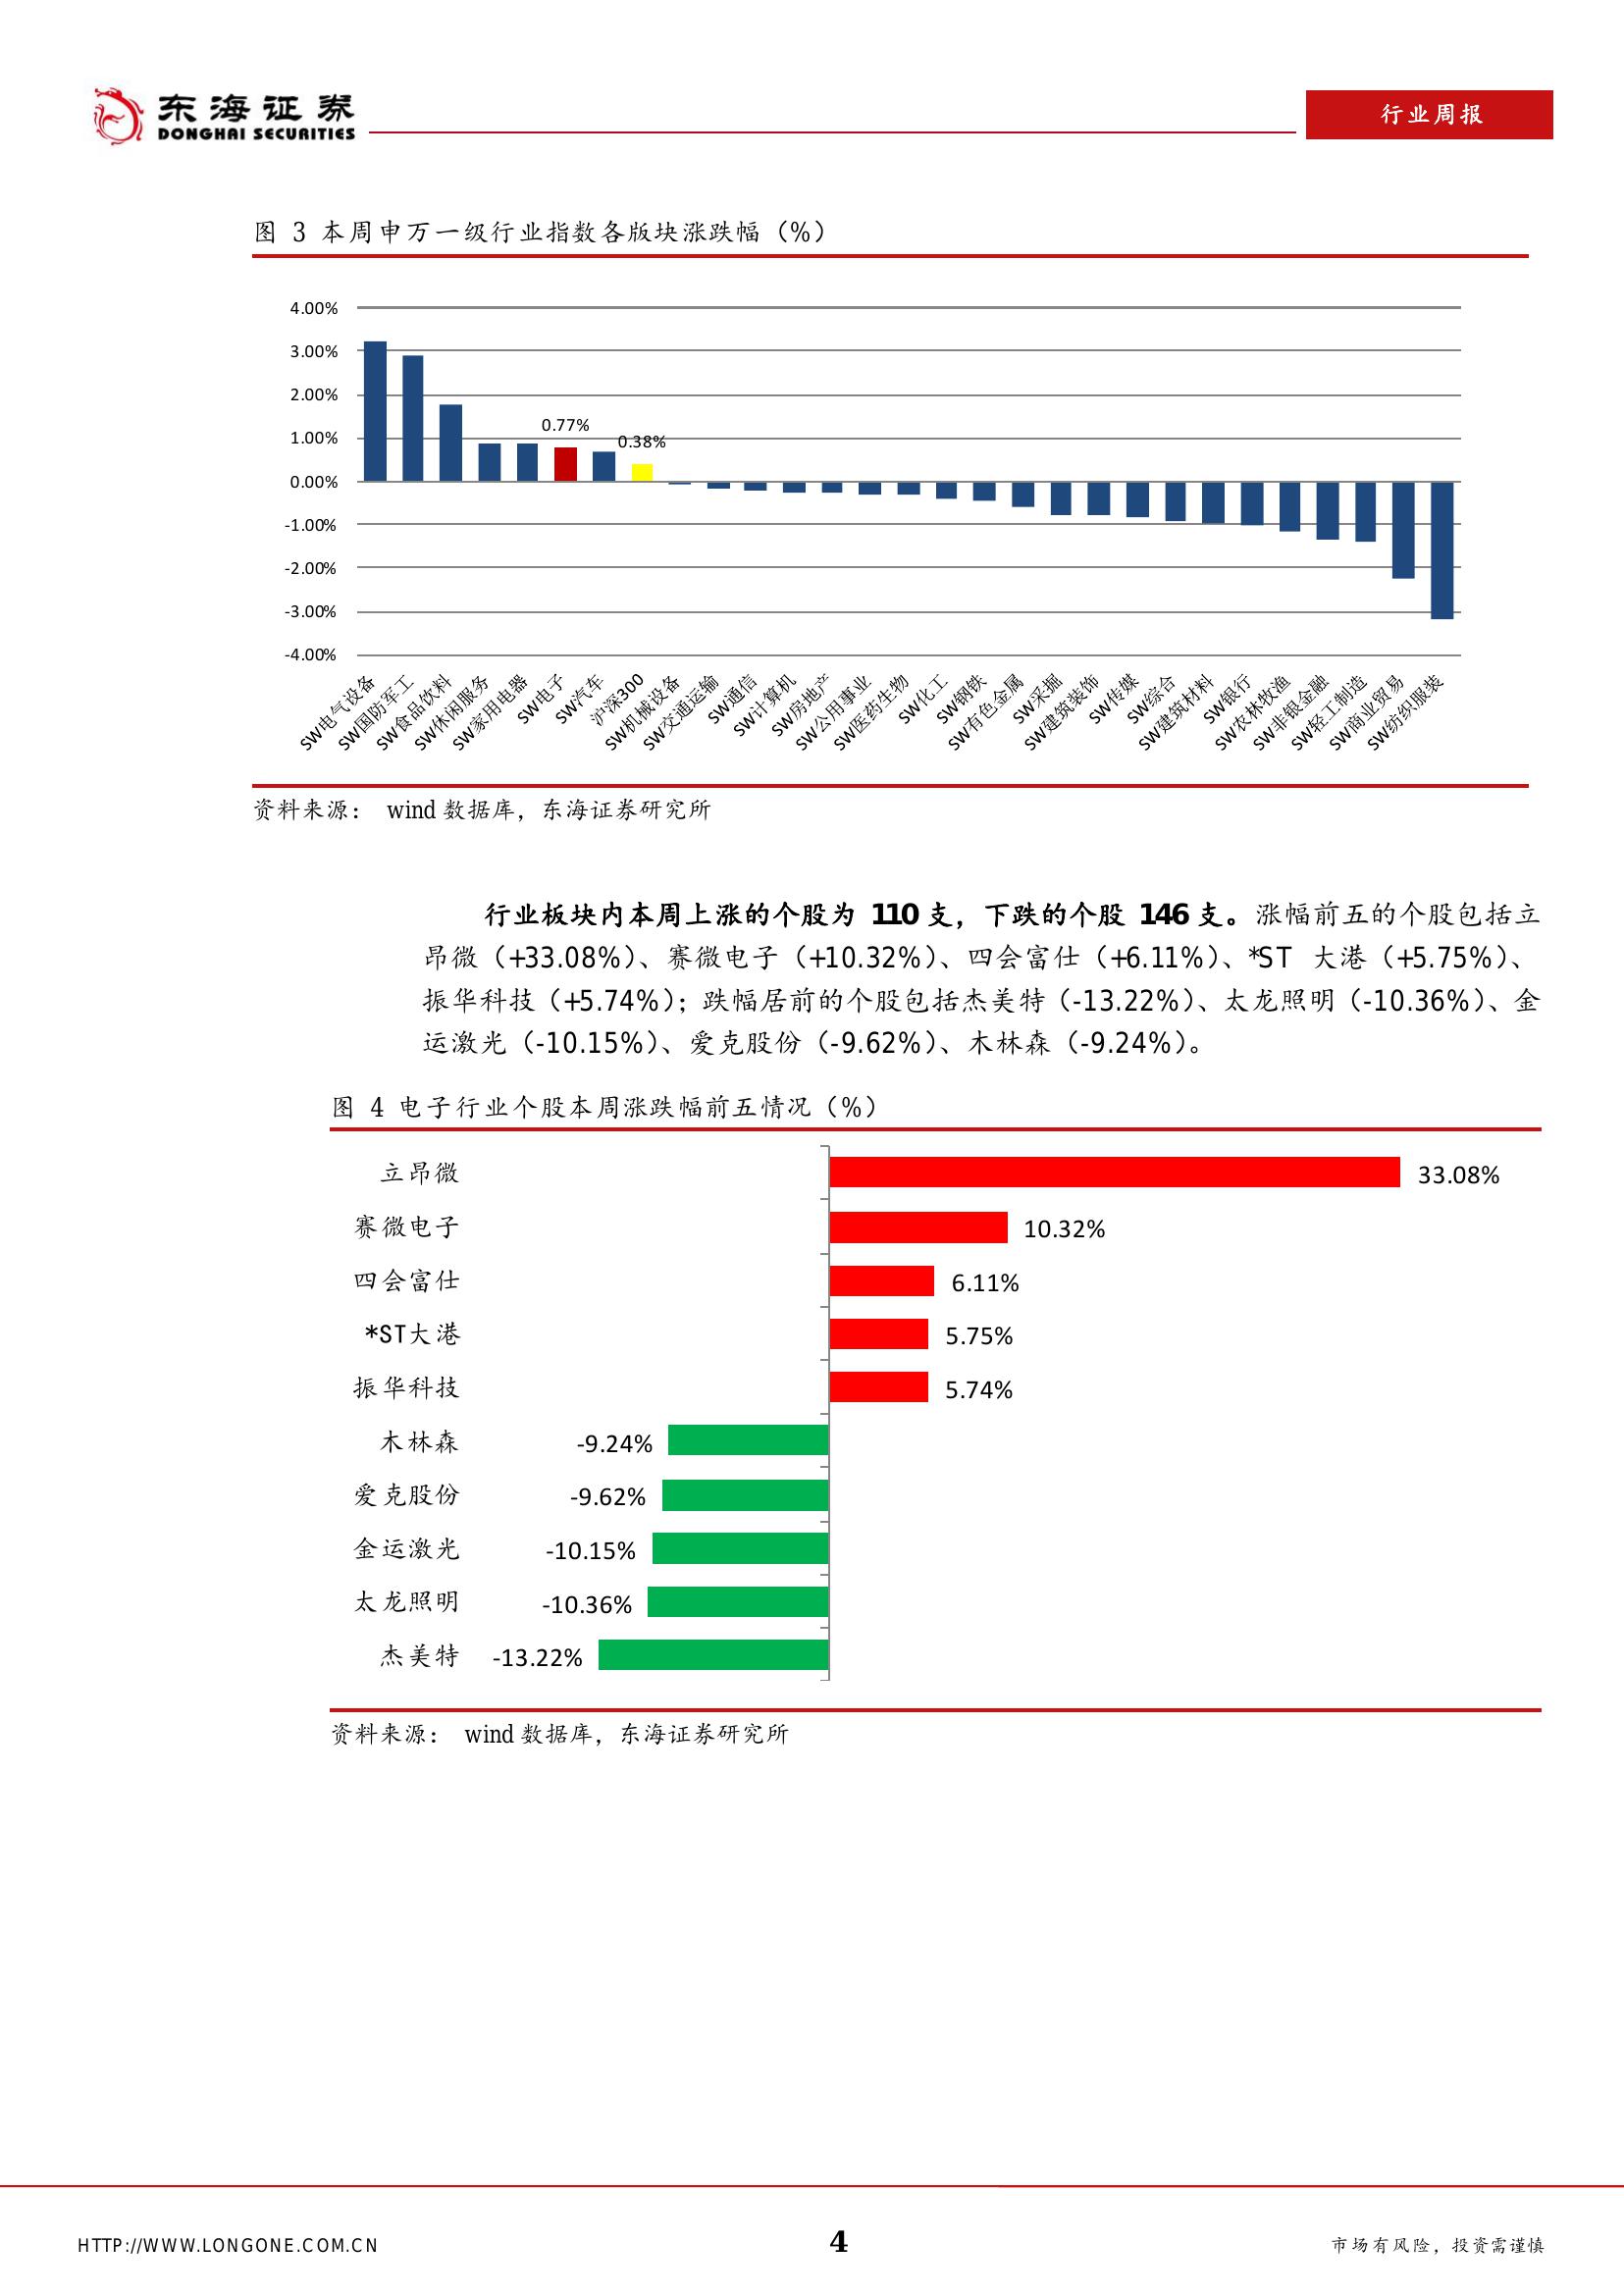 东海证券
DONGHAI SECURITIES
行业周报
图 3 本周申万一级行业指数各版块涨跌幅（%）
4.00%
3.00%
2.00%
1.00%
0.00%
-1.00%
-2.00%
-3.00%
-4.00%
0.77%
0.38%
SW电气设备
SW国防军工
SW食品饮料
SW休闲服务
SW家用电器
SW电子
SW汽车
沪深300
SW机械设备
SW交通运输
SW通信
SW计算机
SW房地产
SW公用事业
SW医药生物
SW化工
SW钢铁
SW有色金属
SW采掘
SW建筑装饰
SW传媒
SW综合
SW建筑材料
SW银行
SW农林牧渔
SW非银金融
SW轻工制造
SW商业贸易
SW纺织服装
资料来源： wind 数据库，东海证券研究所
行业板块内本周上涨的个股为 110 支，下跌的个股 146 支。涨幅前五的个股包括立
昂微（+33.08%）、赛微电子（+10.32%）、四会富仕（+6.11%）、*ST 大港（+5.75%）、
振华科技（+5.74%）；跌幅居前的个股包括杰美特（-13.22%）、太龙照明（-10.36%）、金
运激光（-10.15%）、爱克股份（-9.62%）、木林森（-9.24%）。
图 4 电子行业个股本周涨跌幅前五情况（%）
立昂微 33.08%
赛微电子 10.32%
四会富仕 6.11%
*ST大港 5.75%
振华科技 5.74%
木林森 -9.24%
爱克股份 -9.62%
金运激光 -10.15%
太龙照明 -10.36%
杰美特 -13.22%
资料来源： wind 数据库，东海证券研究所
HTTP://WWW.LONGONE.COM.CN
4
市场有风险，投资需谨慎